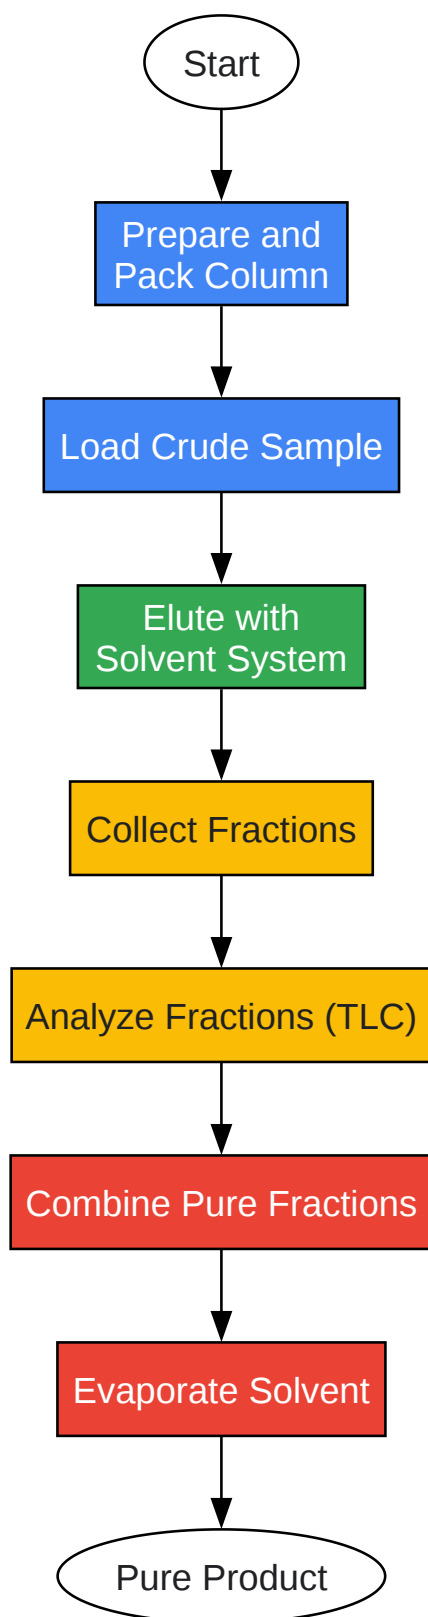 Start
Prepare and
Pack Column
Load Crude Sample
Elute with
Solvent System
Collect Fractions
Analyze Fractions (TLC)
Combine Pure Fractions
Evaporate Solvent
Pure Product